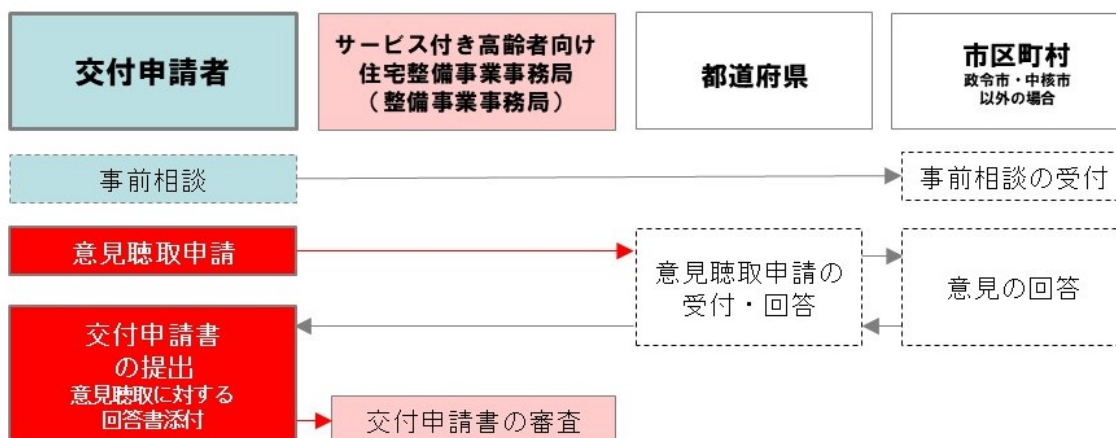 交付申請者
サービス付き高齢者向け
住宅整備事業事務局
（整備事業事務局）
都道府県
市区町村
政令市・中核市
以外の場合
事前相談
事前相談の受付
意見聴取申請
意見聴取申請の
受付・回答
意見の回答
交付申請書
の提出
意見聴取に対する
回答書添付
交付申請書の審査